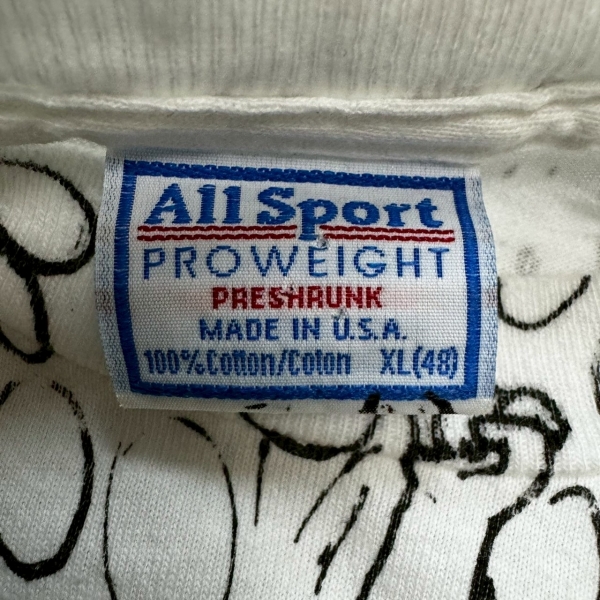 All Sport
PROWEIGHT
PRESHRUNK
MADE IN U.S.A.
100% Cotton/Coton XL(48)